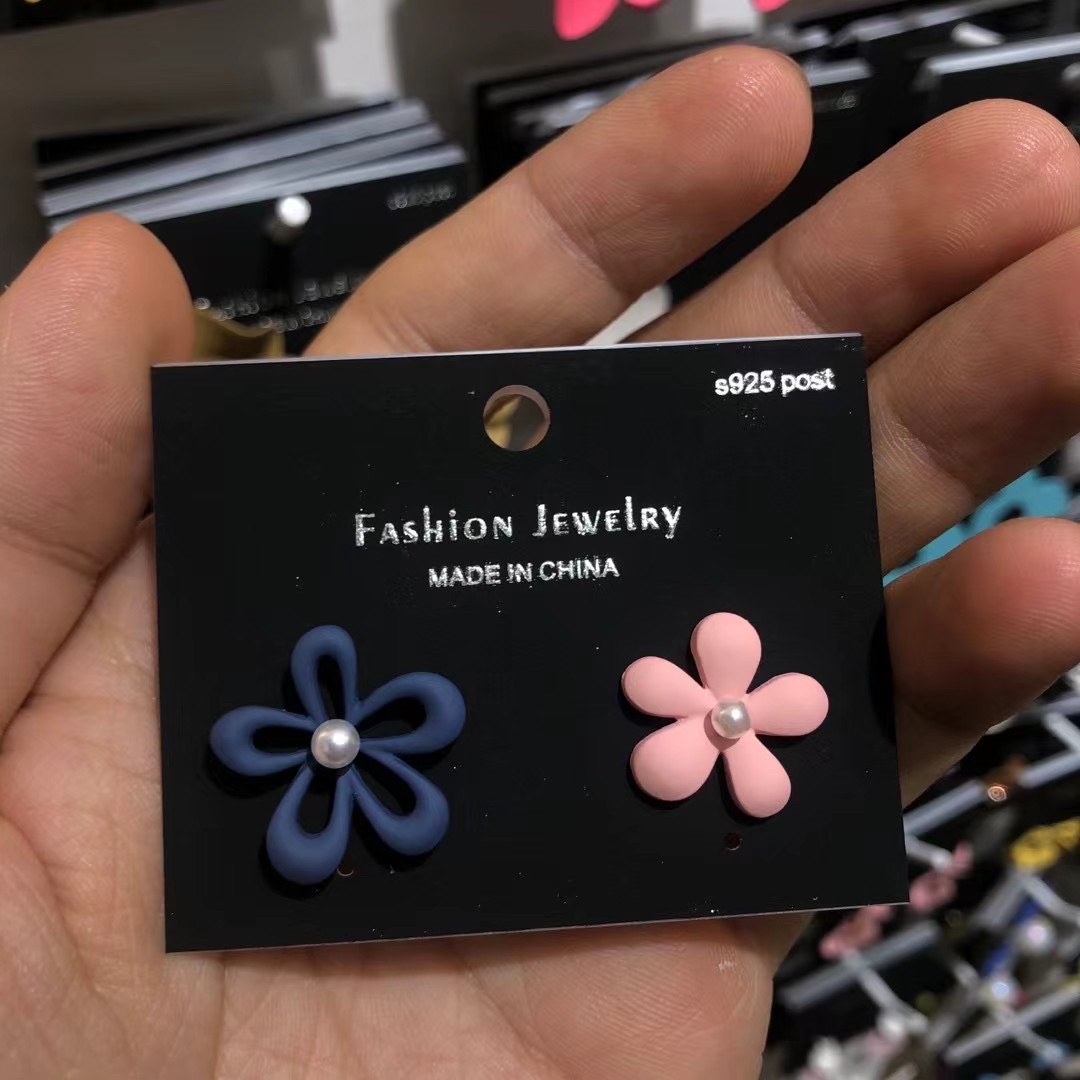 s925 post
Fashion Jewelry
MADE IN CHINA